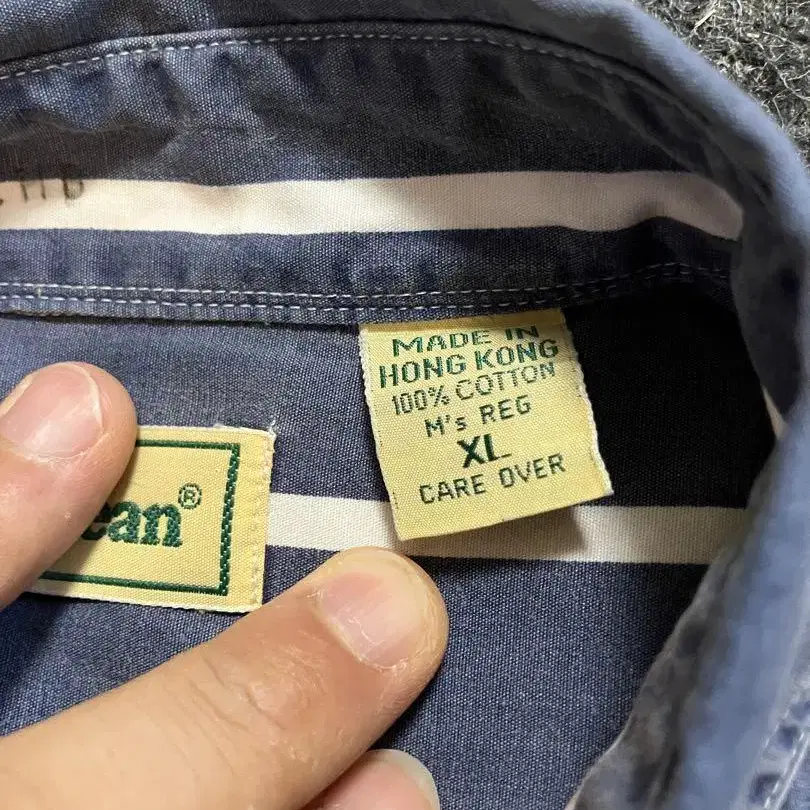 ean®
MADE IN
HONG KONG
100% COTTON
M's REG
XL
CARE OVER